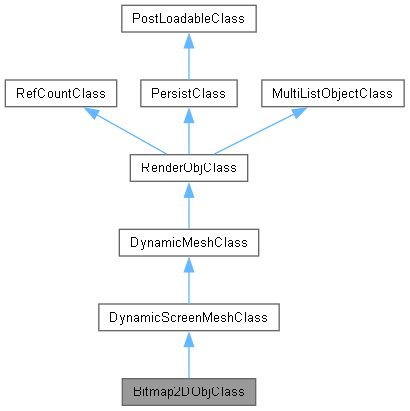 PostLoadableClass
RefCountClass
PersistClass
MultiListObjectClass
RenderObjClass
DynamicMeshClass
DynamicScreenMeshClass
Bitmap2DObjClass